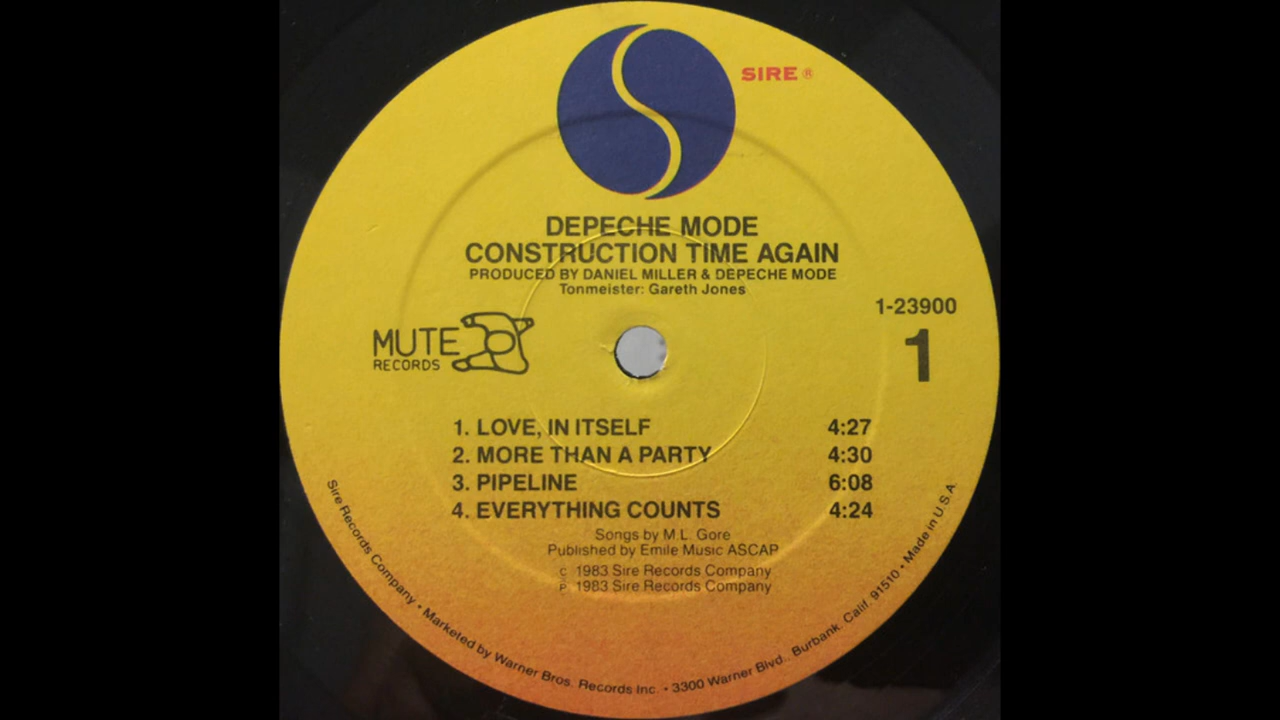 SIRE ®
DEPECHE MODE
CONSTRUCTION TIME AGAIN
PRODUCED BY DANIEL MILLER & DEPECHE MODE
Tonmeister: Gareth Jones
1-23900
MUTE
RECORDS
1
1. LOVE, IN ITSELF 4:27
2. MORE THAN A PARTY 4:30
3. PIPELINE 6:08
4. EVERYTHING COUNTS 4:24
Songs by M.L. Gore
Published by Emile Music ASCAP
C 1983 Sire Records Company
P 1983 Sire Records Company
Sire Records Company • Marketed by Warner Bros. Records Inc. • 3300 Warner Blvd., Burbank, Calif. 91510 • Made in U.S.A.